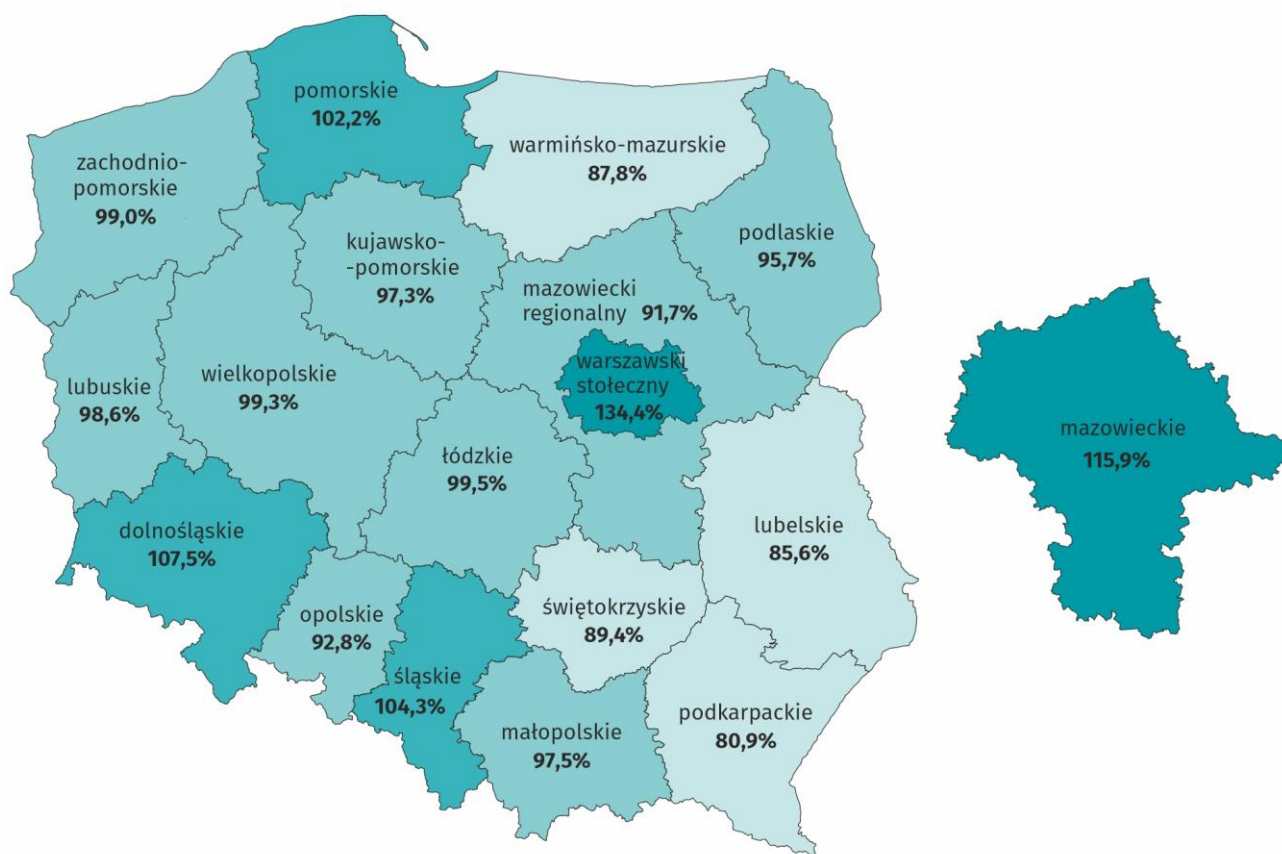 pomorskie
102,2%
warmińsko-mazurskie
87,8%
zachodnio-
pomorskie
99,0%
kujawsko-
-pomorskie
97,3%
podlaskie
95,7%
mazowiecki
regionalny 91,7%
warszawski
stołeczny
134,4%
lubuskie
98,6%
wielkopolskie
99,3%
łódzkie
99,5%
mazowieckie
115,9%
dolnośląskie
107,5%
lubelskie
85,6%
opolskie
92,8%
świętokrzyskie
89,4%
śląskie
104,3%
małopolskie
97,5%
podkarpackie
80,9%